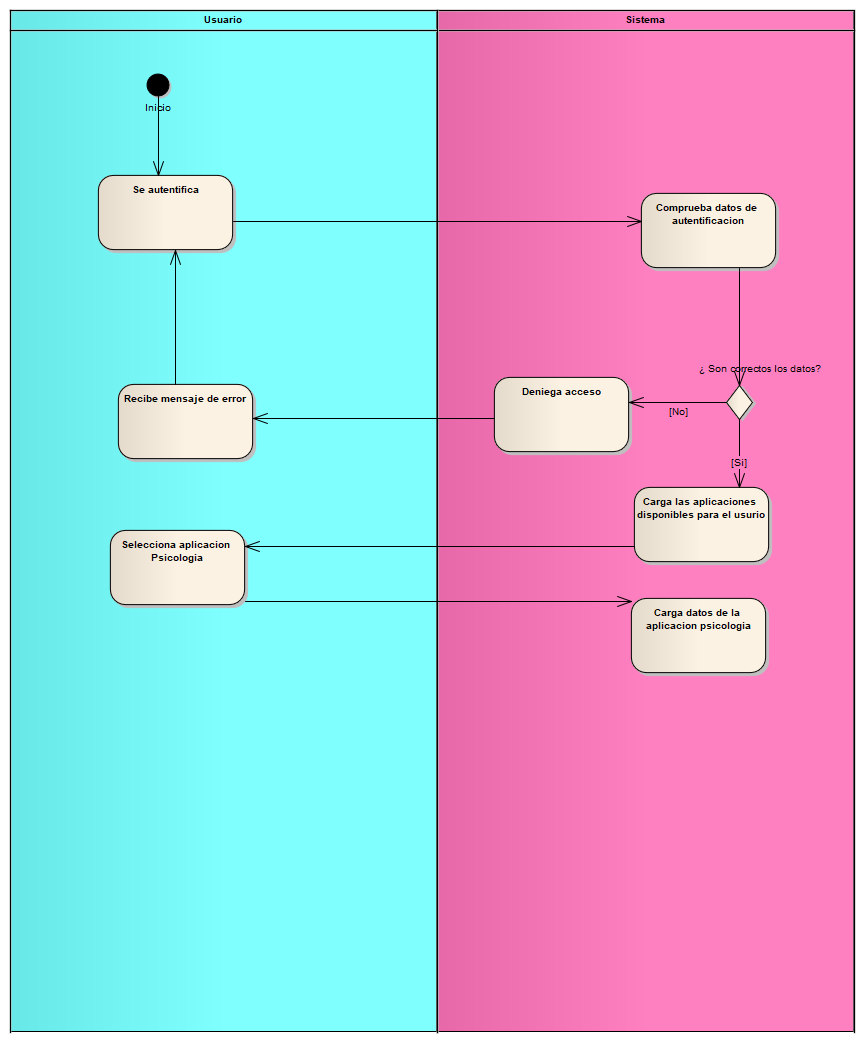 Usuario
Sistema
Inicio
Se autentifica
Comprueba datos de
autentificacion
¿ Son correctos los datos?
Recibe mensaje de error
Deniega acceso
[No]
[Si]
Carga las aplicaciones
disponibles para el usurio
Selecciona aplicacion
Psicologia
Carga datos de la
aplicacion psicologia